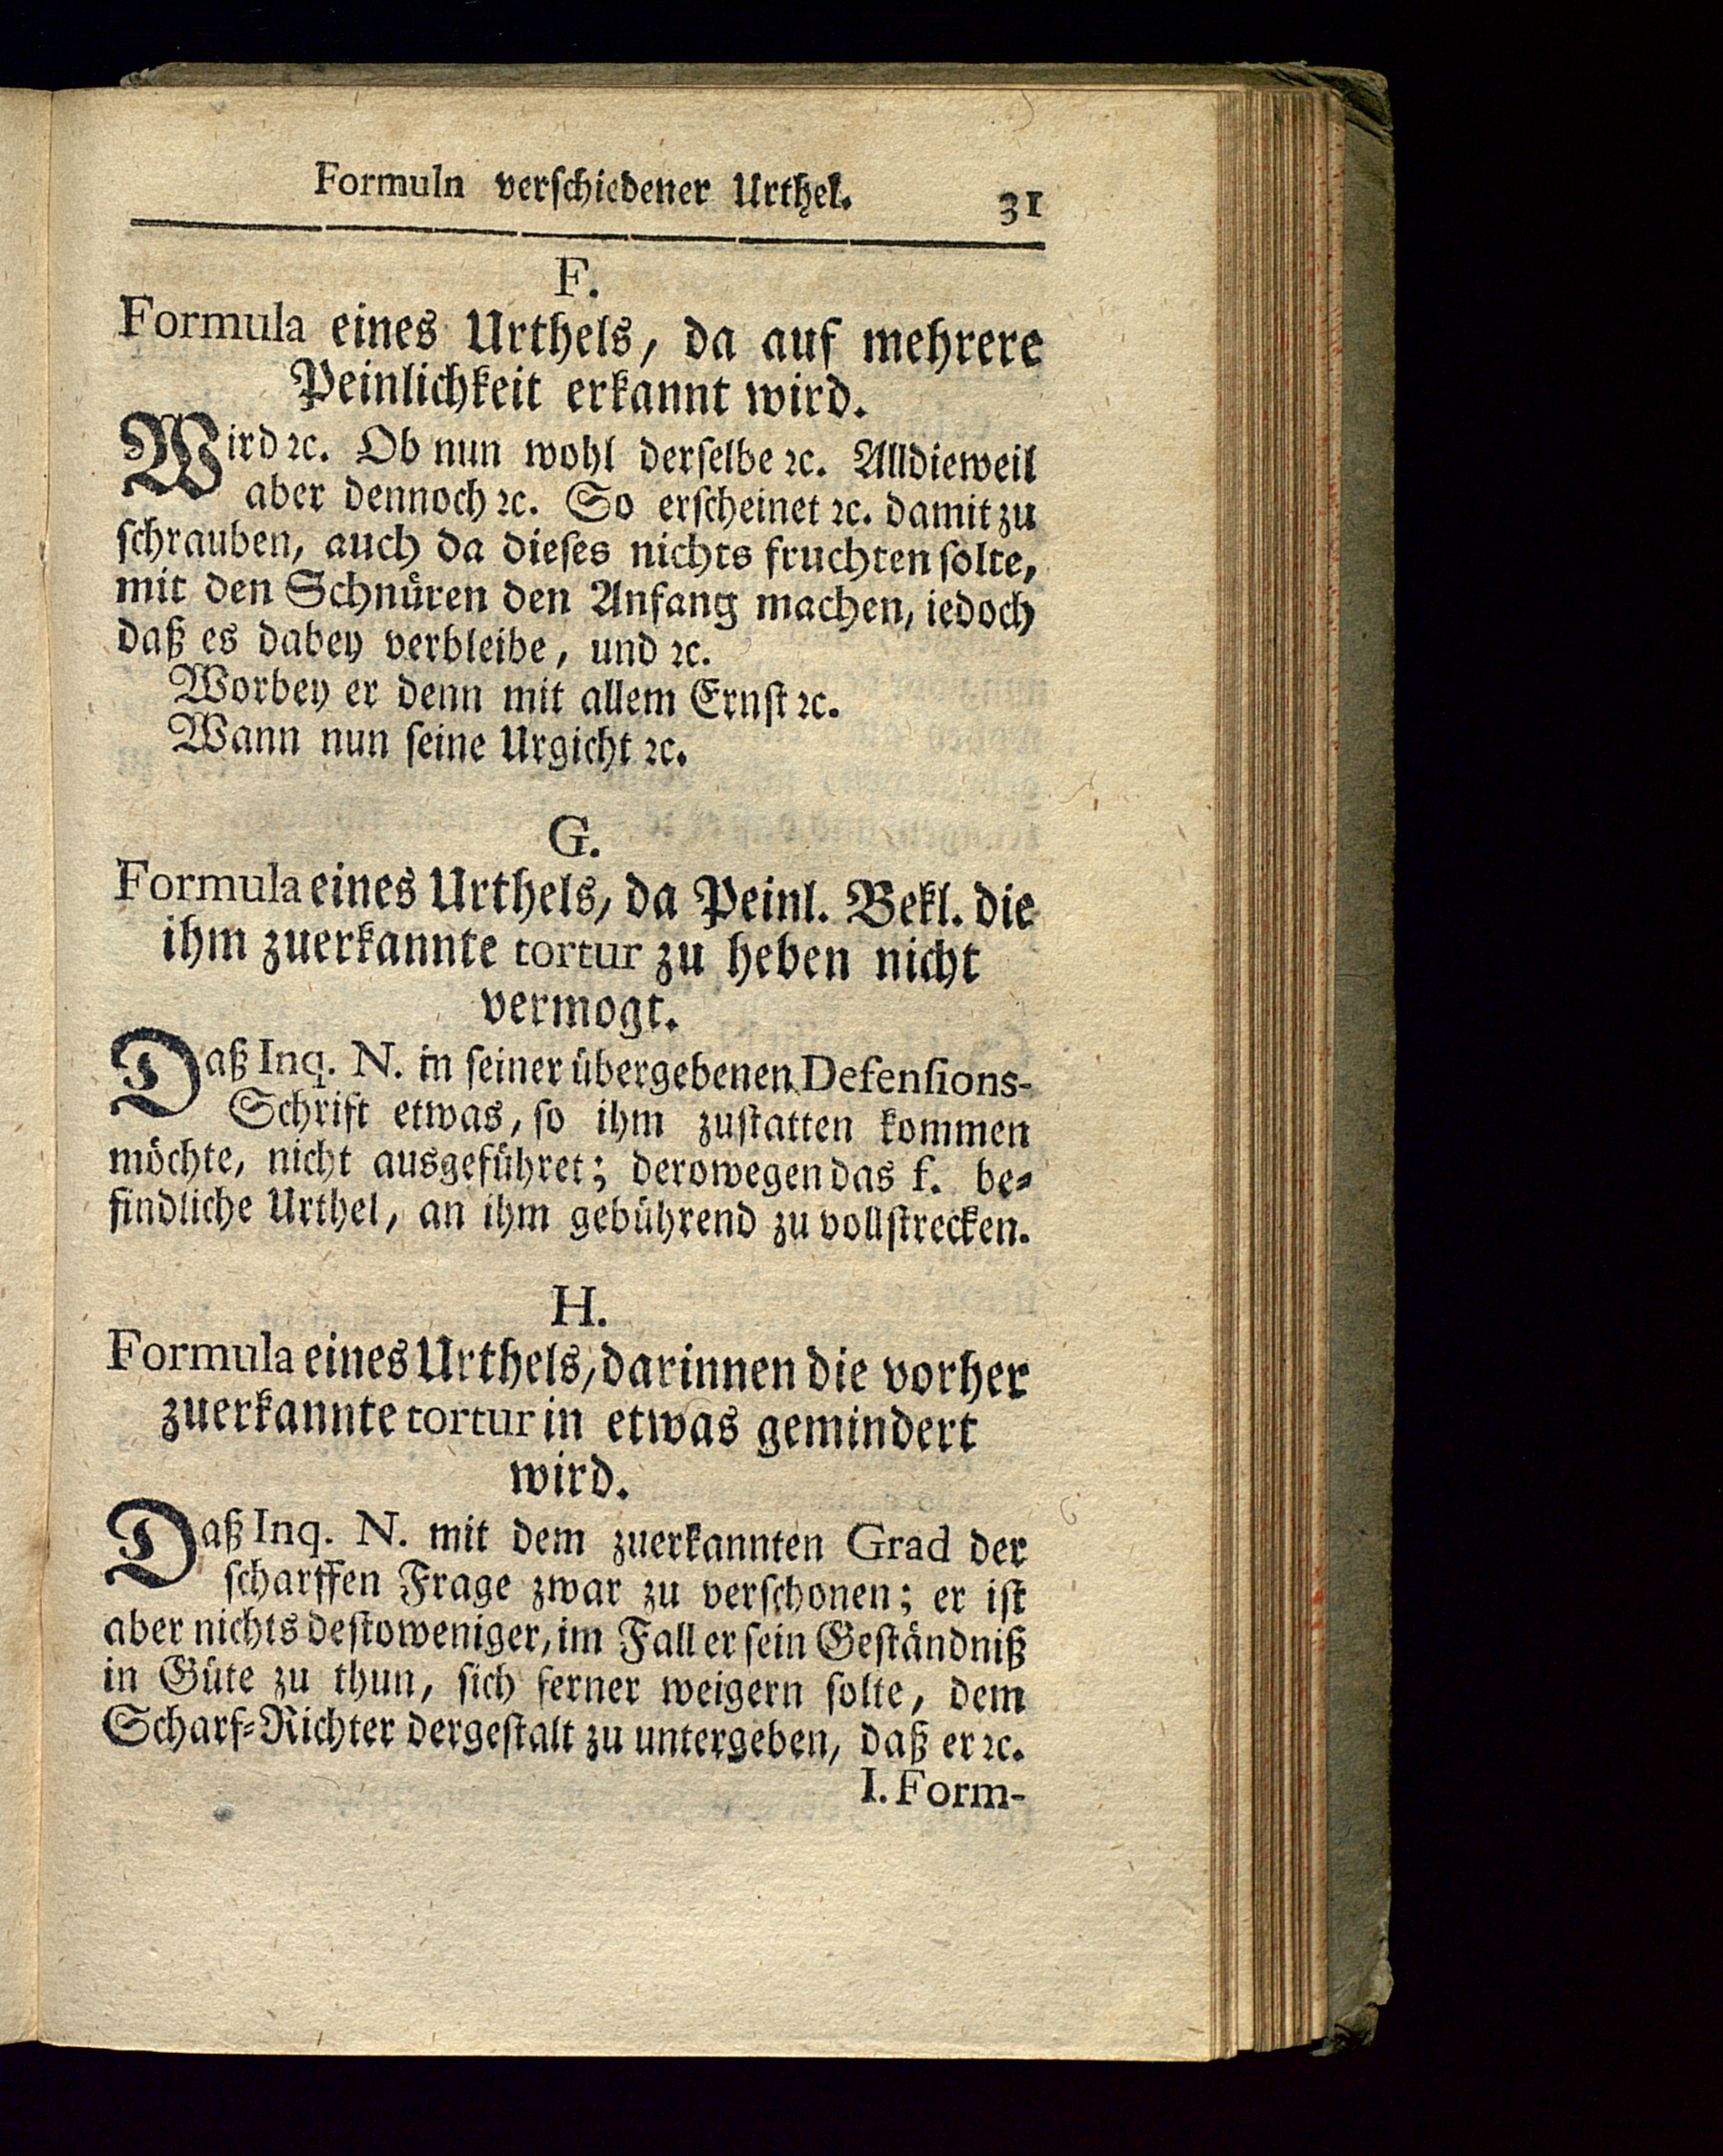 Formuln verschiedener Urthel. 31
F.
Formula eines Urthels, da auf mehrere
Peinlichkeit erkannt wird.
Wird ꝛc. Ob nun wohl derselbe ꝛc. Alldieweil
aber dennoch ꝛc. So erscheinet ꝛc. damit zu
schrauben, auch da dieses nichts fruchten solte,
mit den Schnüren den Anfang machen, iedoch
daß es dabey verbleibe, und ꝛc.
Worbey er denn mit allem Ernst ꝛc.
Wann nun seine Urgicht ꝛc.
G.
Formula eines Urthels, da Peinl. Bekl. die
ihm zuerkannte tortur zu heben nicht
vermogt.
Daß Inq. N. in seiner übergebenen Defensions-
Schrift etwas, so ihm zustatten kommen
möchte, nicht ausgeführet; derowegen das f. be-
findliche Urthel, an ihm gebührend zu vollstrecken.
H.
Formula eines Urthels, darinnen die vorher
zuerkannte tortur in etwas gemindert
wird.
Daß Inq. N. mit dem zuerkannten Grad der
scharffen Frage zwar zu verschonen; er ist
aber nichts destoweniger, im Fall er sein Geständniß
in Güte zu thun, sich ferner weigern solte, dem
Scharf-Richter dergestalt zu untergeben, daß er ꝛc.
I. Form-